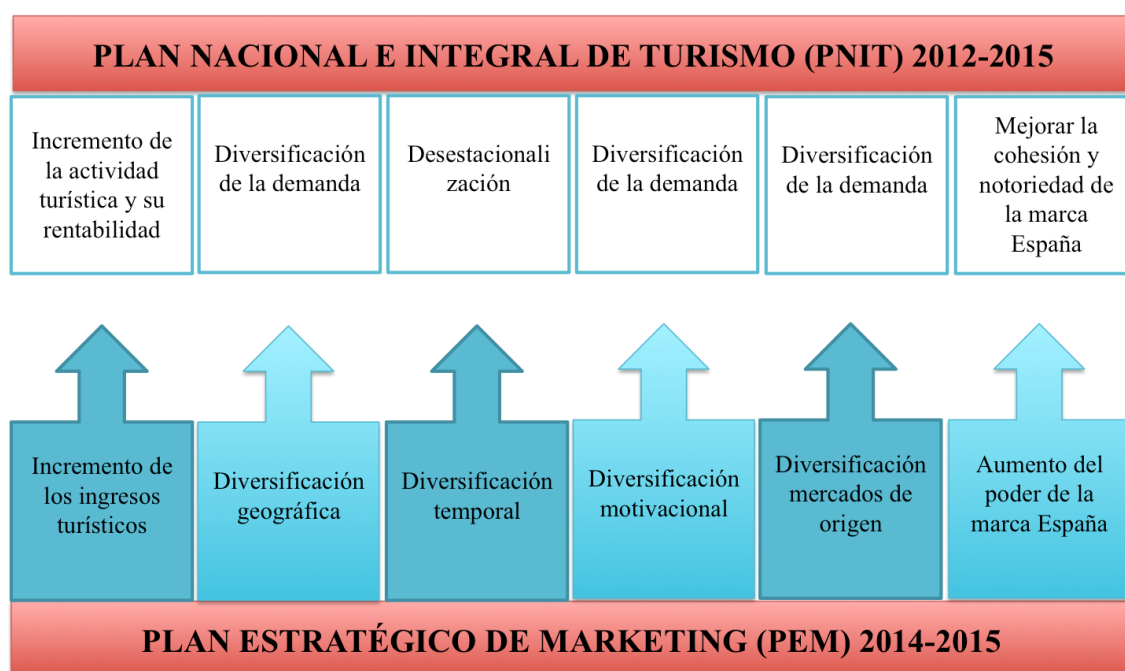 PLAN NACIONAL E INTEGRAL DE TURISMO (PNIT) 2012-2015
Incremento de
la actividad
turística y su
rentabilidad
Diversificación
de la demanda
Desestacionali
zación
Diversificación
de la demanda
Diversificación
de la demanda
Mejorar la
cohesión y
notoriedad de
la marca
España
Incremento de
los ingresos
turísticos
Diversificación
geográfica
Diversificación
temporal
Diversificación
motivacional
Diversificación
mercados de
origen
Aumento del
poder de la
marca España
PLAN ESTRATÉGICO DE MARKETING (PEM) 2014-2015